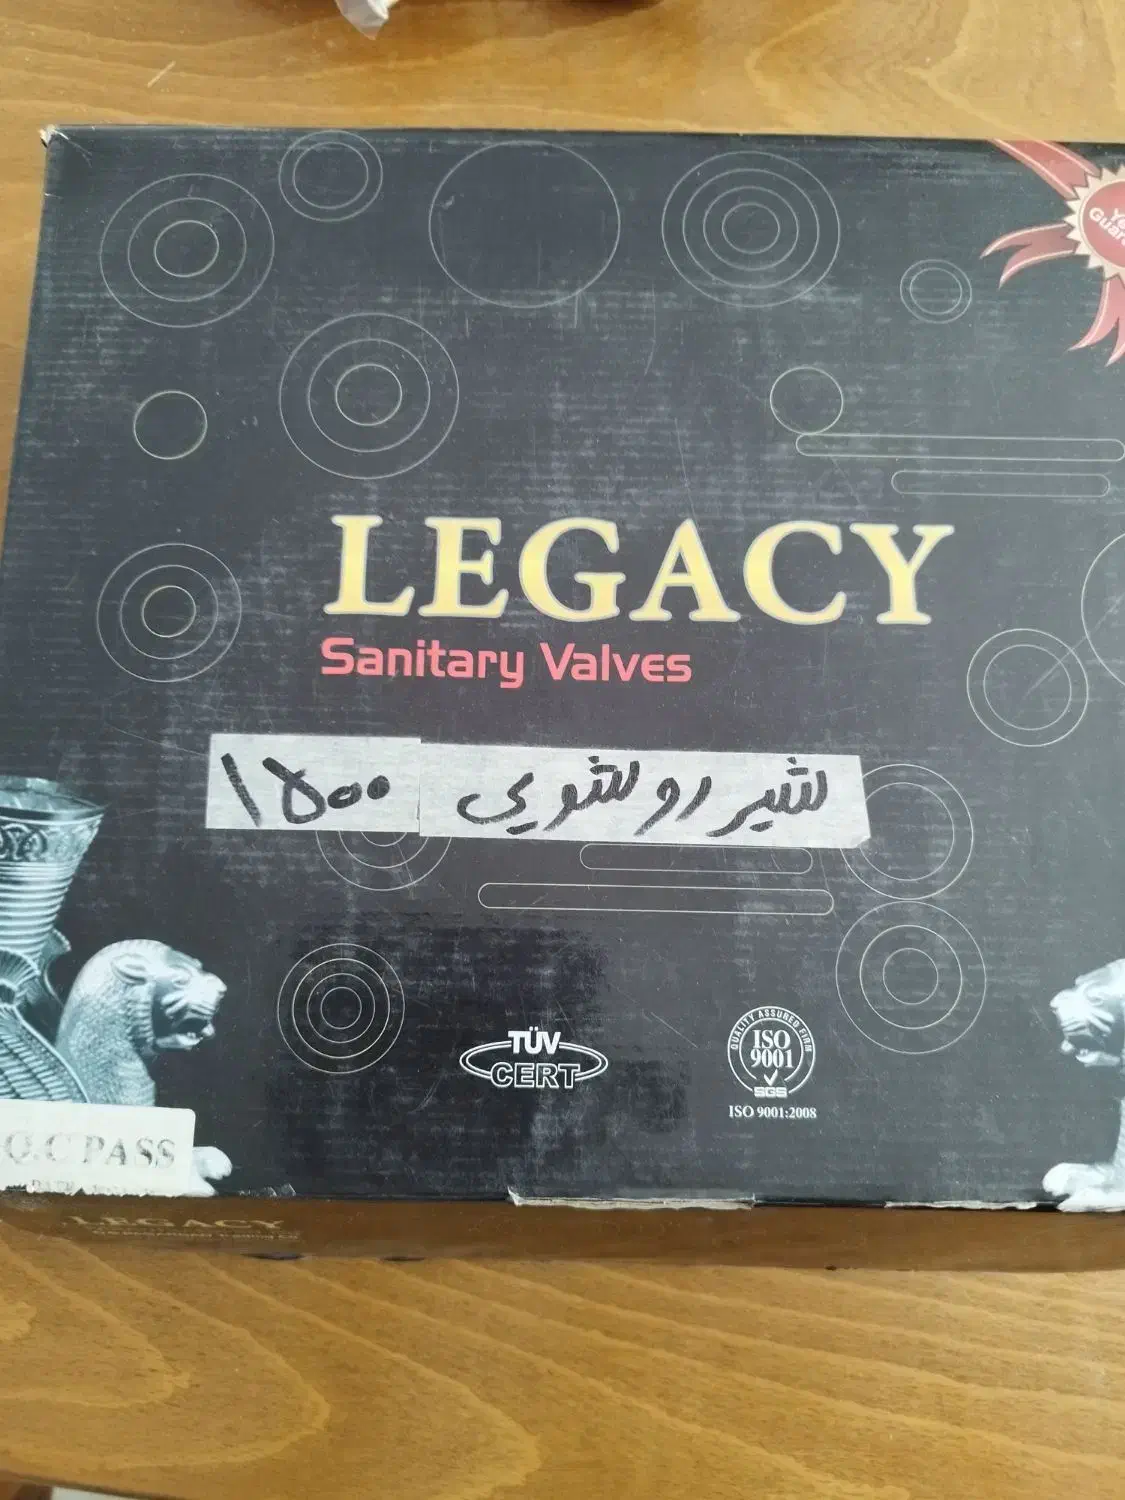 Guar
LEGACY
Sanitary Valves
شیر روشویی ۱۵۰۰
TÜV
CERT
QUALITY ASSURED FIRM
ISO
9001
SGS
ISO 9001:2008
Q.C PASS
LEGACY